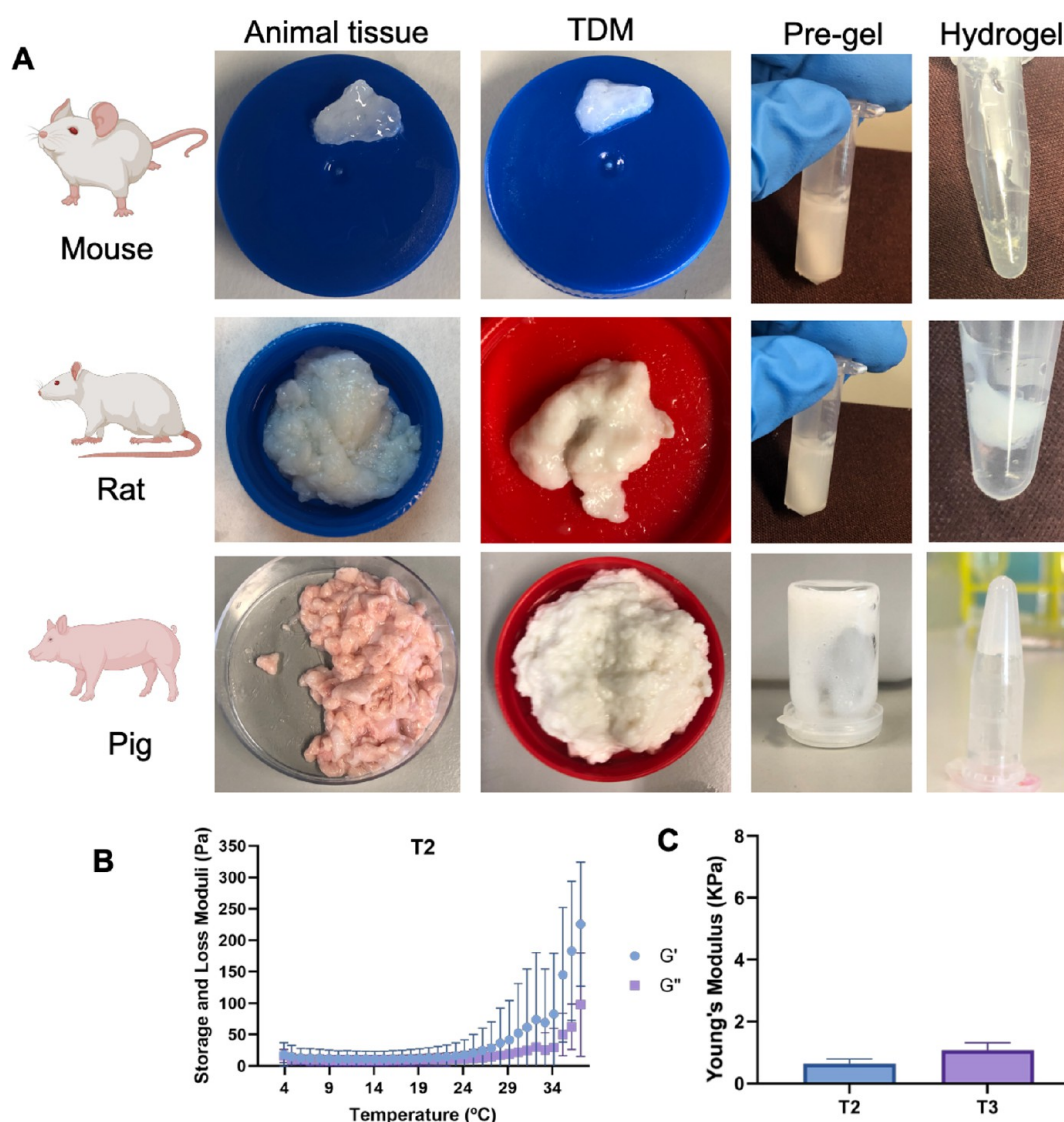 Animal tissue TDM Pre-gel Hydrogel
A
Mouse
Rat
Pig
B
T2
Storage and Loss Moduli (Pa)
350
300
250
200
150
100
50
0
4 9 14 19 24 29 34
Temperature (ºC)
G'
G"
C
Young's Modulus (KPa)
8
6
4
2
0
T2 T3